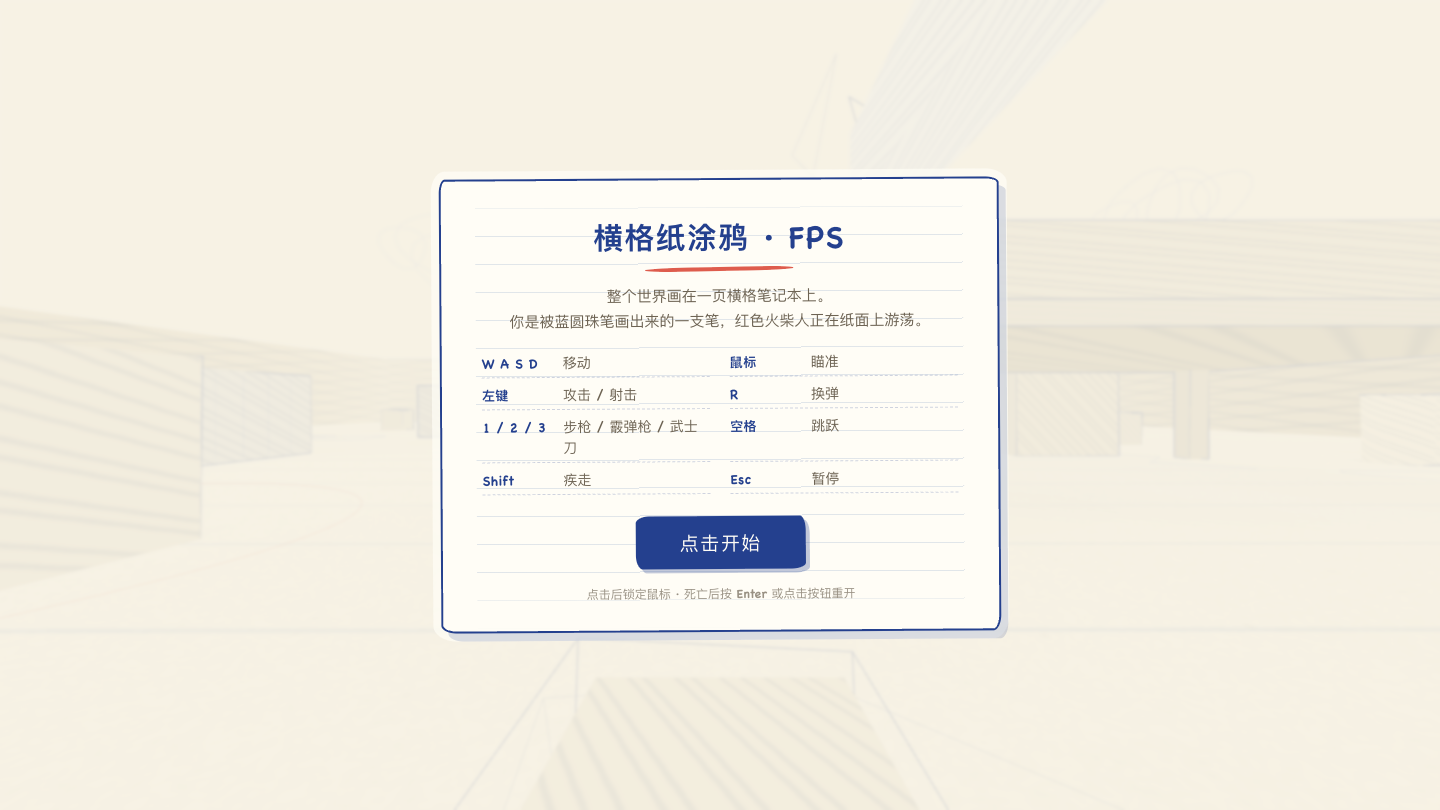 横格纸涂鸦 · FPS
整个世界画在一页横格笔记本上。
你是被蓝圆珠笔画出来的一支笔，红色火柴人正在纸面上游荡。
W A S D 移动 鼠标 瞄准
左键 攻击 / 射击 R 换弹
1 / 2 / 3 步枪 / 霰弹枪 / 武士刀 空格 跳跃
Shift 疾走 Esc 暂停
点击开始
点击后锁定鼠标 · 死亡后按 Enter 或点击按钮重开